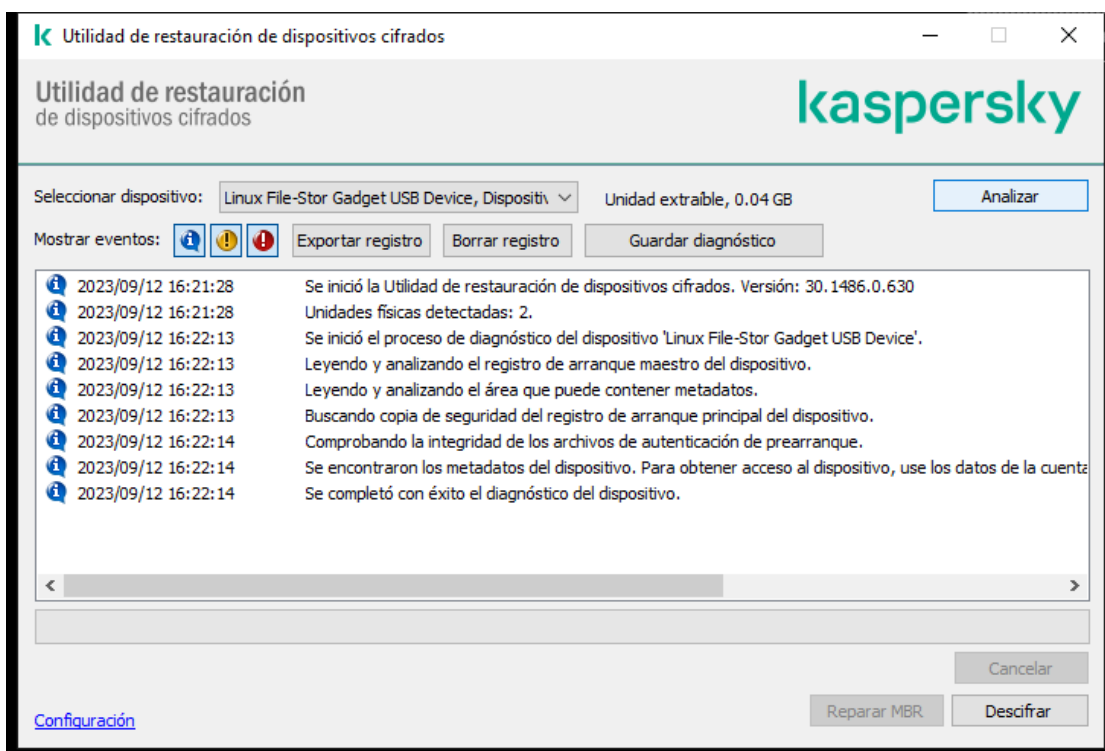 Utilidad de restauración de dispositivos cifrados
Utilidad de restauración
de dispositivos cifrados
kaspersky
Seleccionar dispositivo: Linux File-Stor Gadget USB Device, Dispositiv Unidad extraíble, 0.04 GB Analizar
Mostrar eventos: Exportar registro Borrar registro Guardar diagnóstico
2023/09/12 16:21:28 Se inició la Utilidad de restauración de dispositivos cifrados. Versión: 30.1486.0.630
2023/09/12 16:21:28 Unidades físicas detectadas: 2.
2023/09/12 16:22:13 Se inició el proceso de diagnóstico del dispositivo 'Linux File-Stor Gadget USB Device'.
2023/09/12 16:22:13 Leyendo y analizando el registro de arranque maestro del dispositivo.
2023/09/12 16:22:13 Leyendo y analizando el área que puede contener metadatos.
2023/09/12 16:22:13 Buscando copia de seguridad del registro de arranque principal del dispositivo.
2023/09/12 16:22:14 Comprobando la integridad de los archivos de autenticación de prearranque.
2023/09/12 16:22:14 Se encontraron los metadatos del dispositivo. Para obtener acceso al dispositivo, use los datos de la cuenta
2023/09/12 16:22:14 Se completó con éxito el diagnóstico del dispositivo.
Cancelar
Configuración Reparar MBR Descifrar